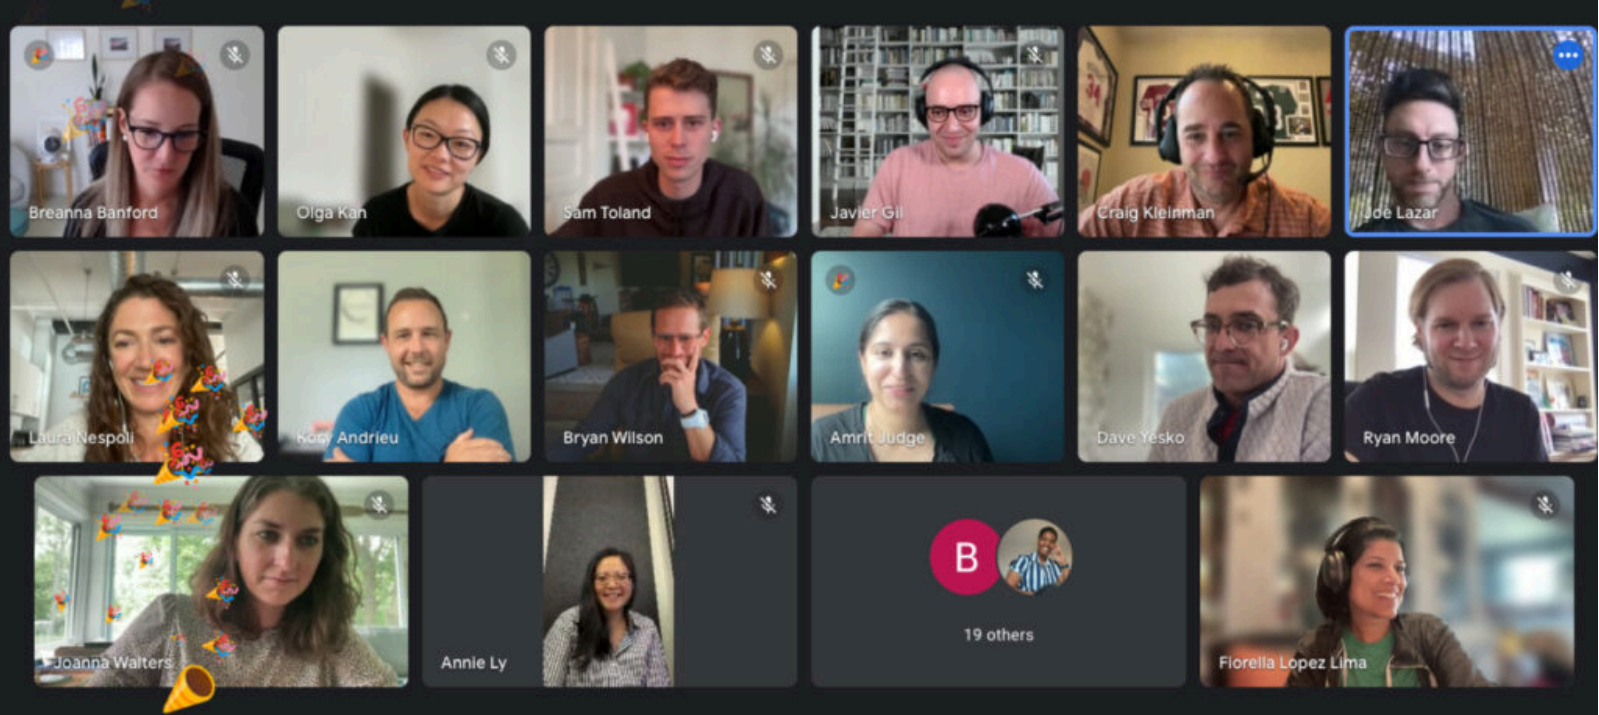 Breanna Banford
Olga Kan
Sam Toland
Javier Gil
Craig Kleinman
Joe Lazar
Laura Nespoli
Kory Andrieu
Bryan Wilson
Amrit Judge
Dave Yesko
Ryan Moore
Joanna Walters
Annie Ly
B
19 others
Fiorella Lopez Lima